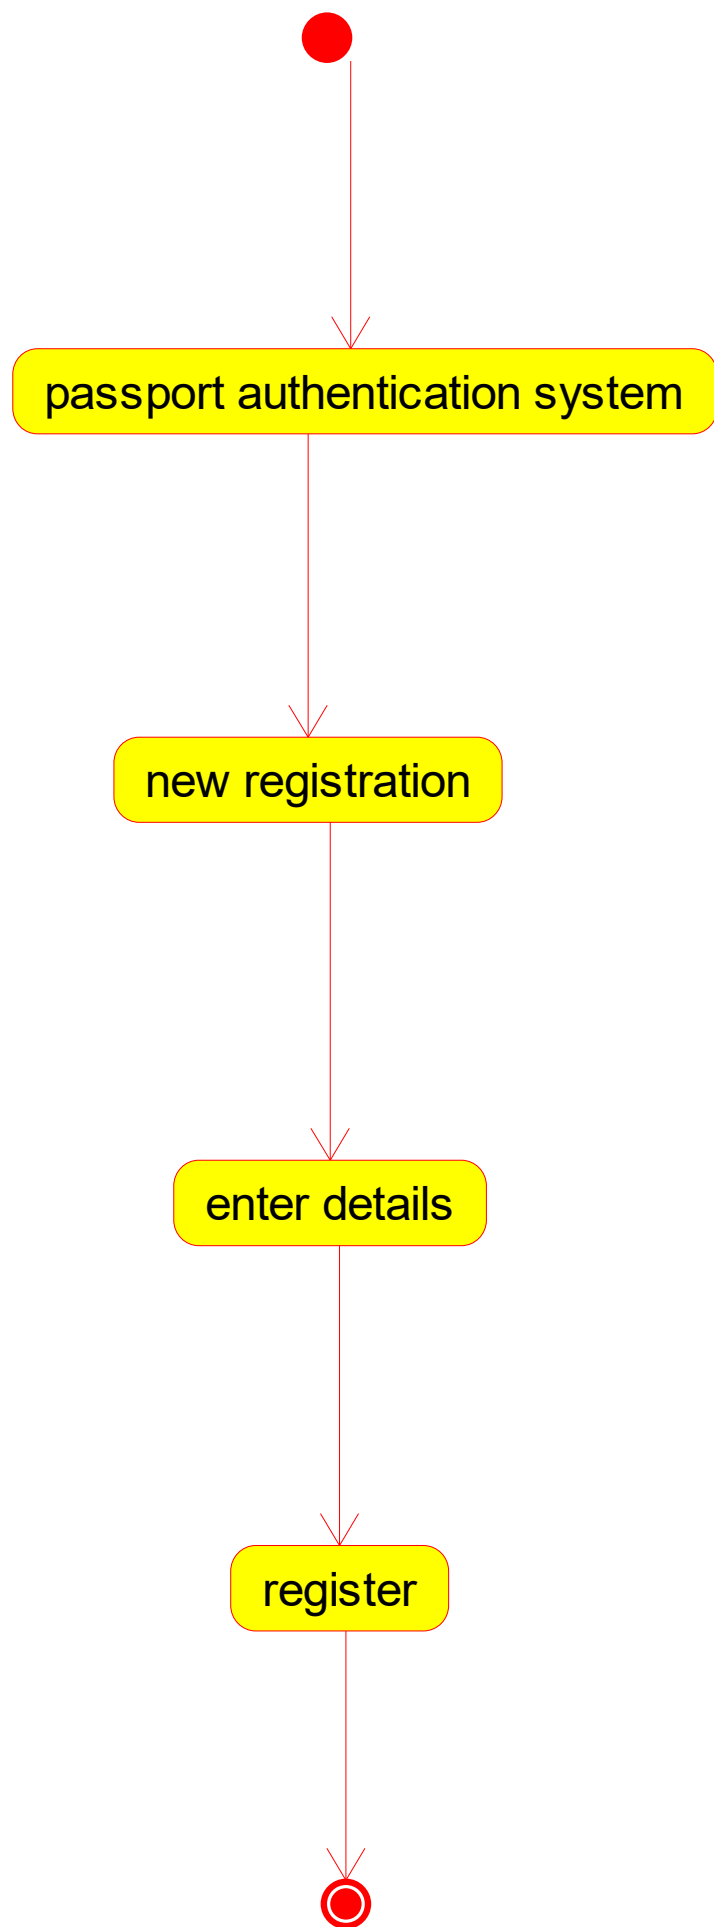 passport authentication system
new registration
enter details
register